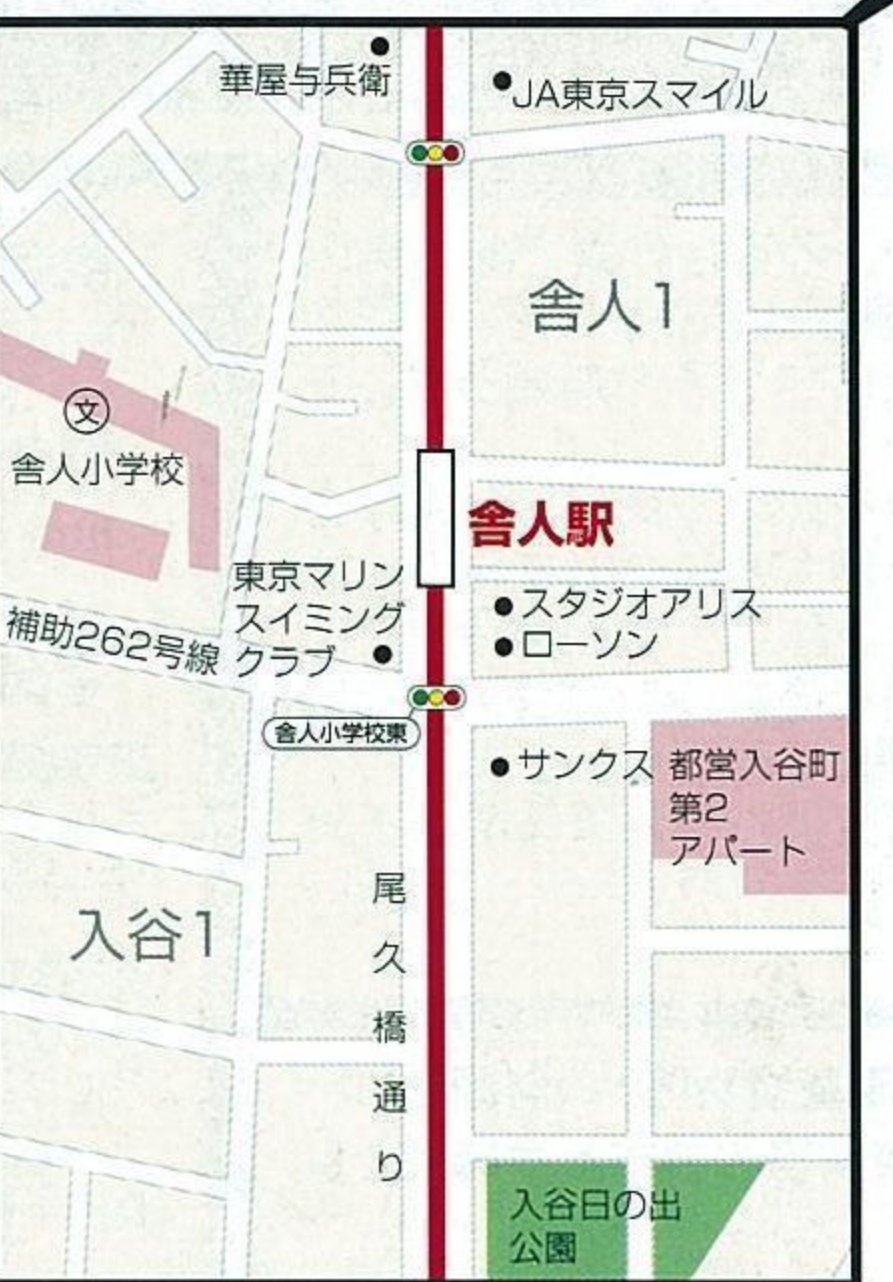 華屋与兵衛
JA東京スマイル
舎人1
文
舎人小学校
舎人駅
東京マリン
スイミング
クラブ
スタジオアリス
ローソン
補助262号線
舎人小学校東
サンクス
都営入谷町
第2
アパート
尾久橋通り
入谷1
入谷日の出
公園